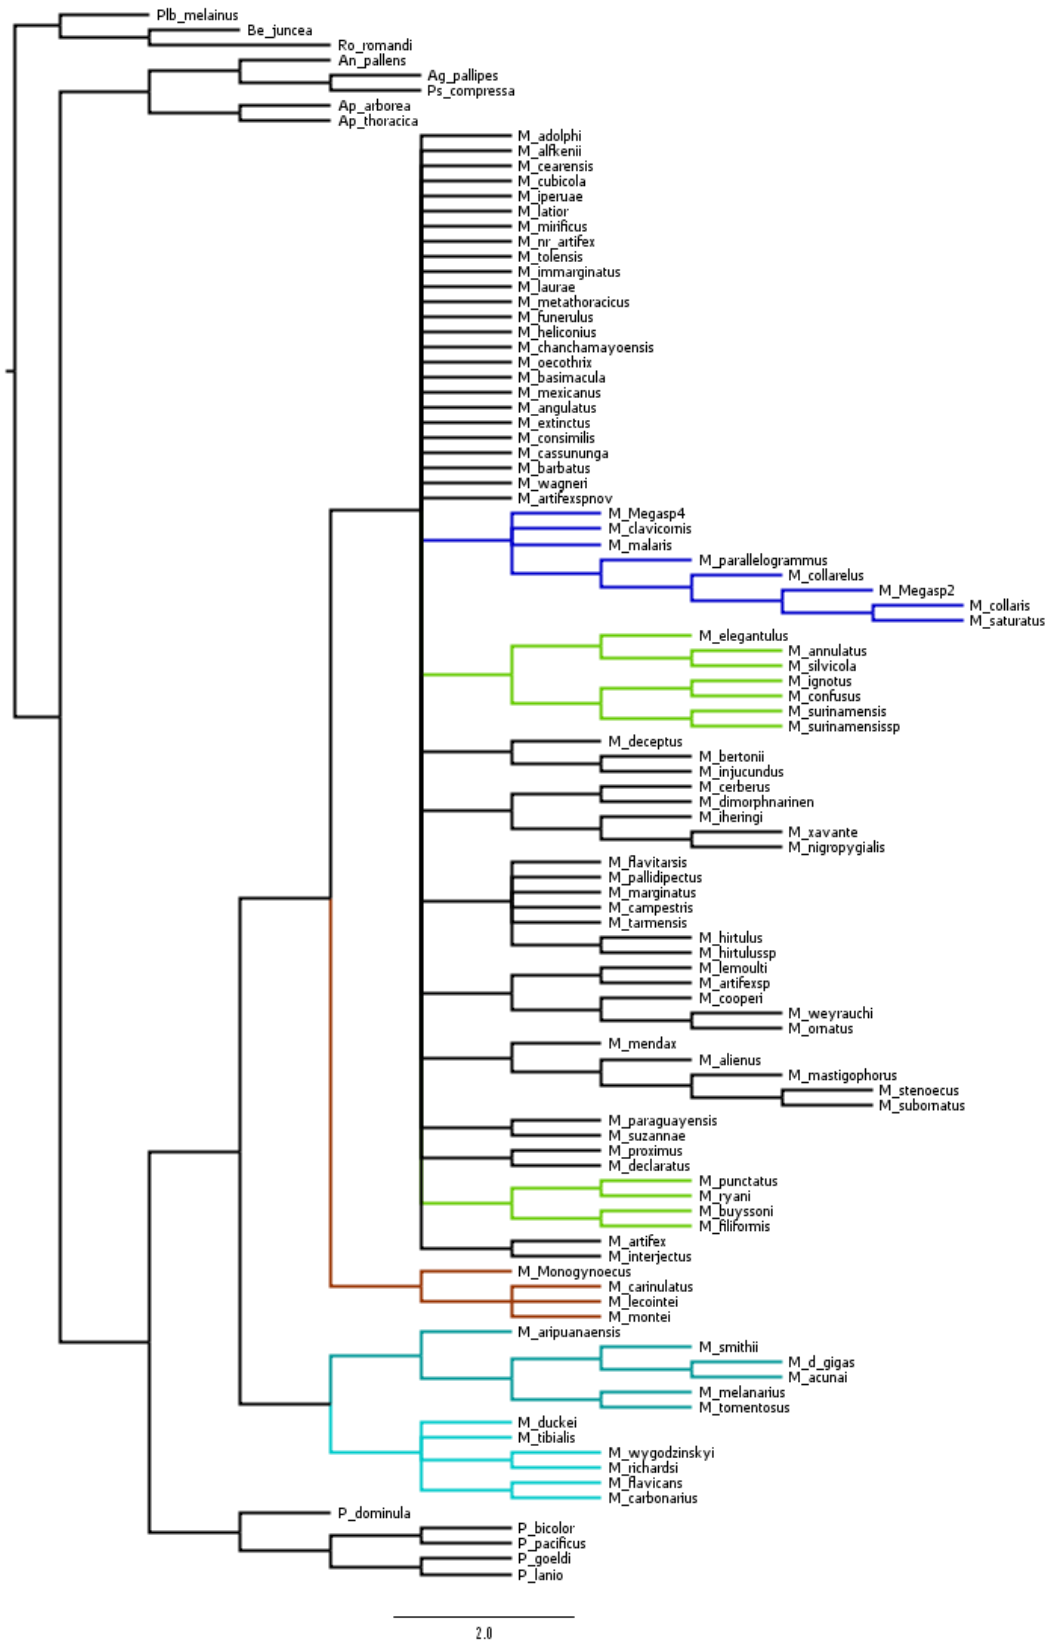 Plb_melainus
Be_juncea
Ro_romandi
An_pallens
Ag_pallipes
Ps_compressa
Ap_arborea
Ap_thoracica
M_adolphi
M_alfkenii
M_cearensis
M_cubicola
M_iperuae
M_latior
M_mirificus
M_nr_artifex
M_tolensis
M_immarginatus
M_laurae
M_metathoracicus
M_funerulus
M_heliconius
M_chanchamayoensis
M_oecothrix
M_basimacula
M_mexicanus
M_angulatus
M_extinctus
M_consimilis
M_cassununga
M_barbatus
M_wagneri
M_artifexspnov
M_Megasp4
M_clavicornis
M_malaris
M_parallelogrammus
M_collarelus
M_Megasp2
M_collaris
M_saturatus
M_elegantulus
M_annulatus
M_silvicola
M_ignotus
M_confusus
M_surinamensis
M_surinamensissp
M_deceptus
M_bertonii
M_injucundus
M_cerberus
M_dimorphnarinen
M_iheringi
M_xavante
M_nigropygialis
M_flavitarsis
M_pallidipectus
M_marginatus
M_campestris
M_tarmensis
M_hirtulus
M_hirtulussp
M_lemoulti
M_artifexsp
M_cooperi
M_weyrauchi
M_ornatus
M_mendax
M_alienus
M_mastigophorus
M_stenoecus
M_subornatus
M_paraguayensis
M_suzannae
M_proximus
M_declaratus
M_punctatus
M_ryani
M_buyssoni
M_filiformis
M_artifex
M_interjectus
M_Monogynoecus
M_carinulatus
M_lecointei
M_montei
M_aripuanaensis
M_smithii
M_d_gigas
M_acunai
M_melanarius
M_tomentosus
M_duckei
M_tibialis
M_wygodzinskyi
M_richardsi
M_flavicans
M_carbonarius
P_dominula
P_bicolor
P_pacificus
P_goeldi
P_lanio
2.0